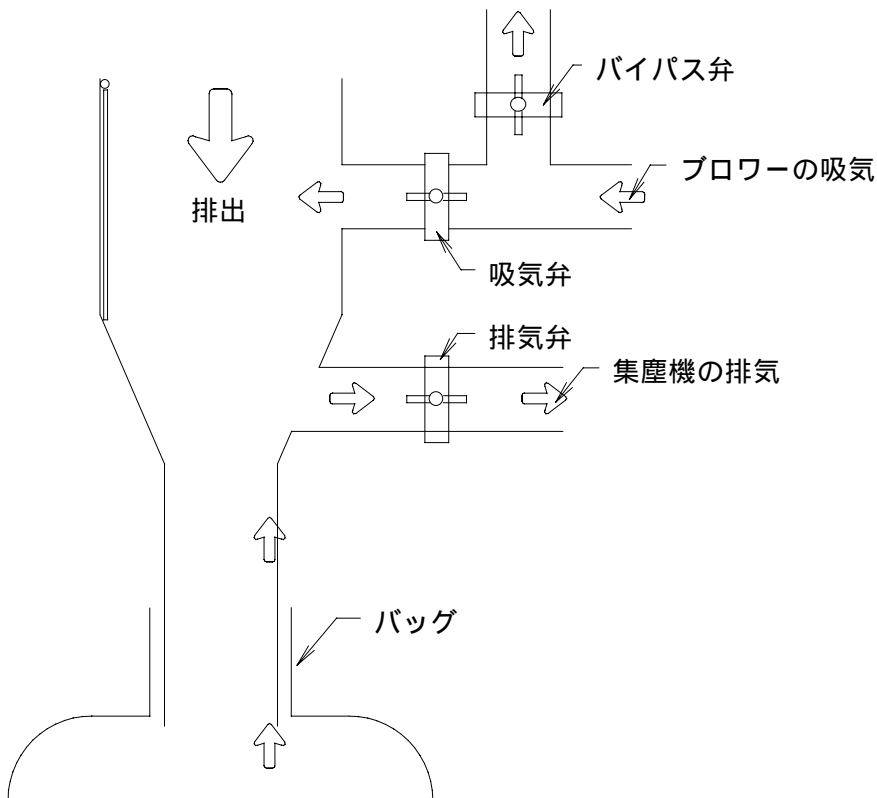 バイパス弁
ブロワーの吸気
排出
吸気弁
排気弁
集塵機の排気
バッグ